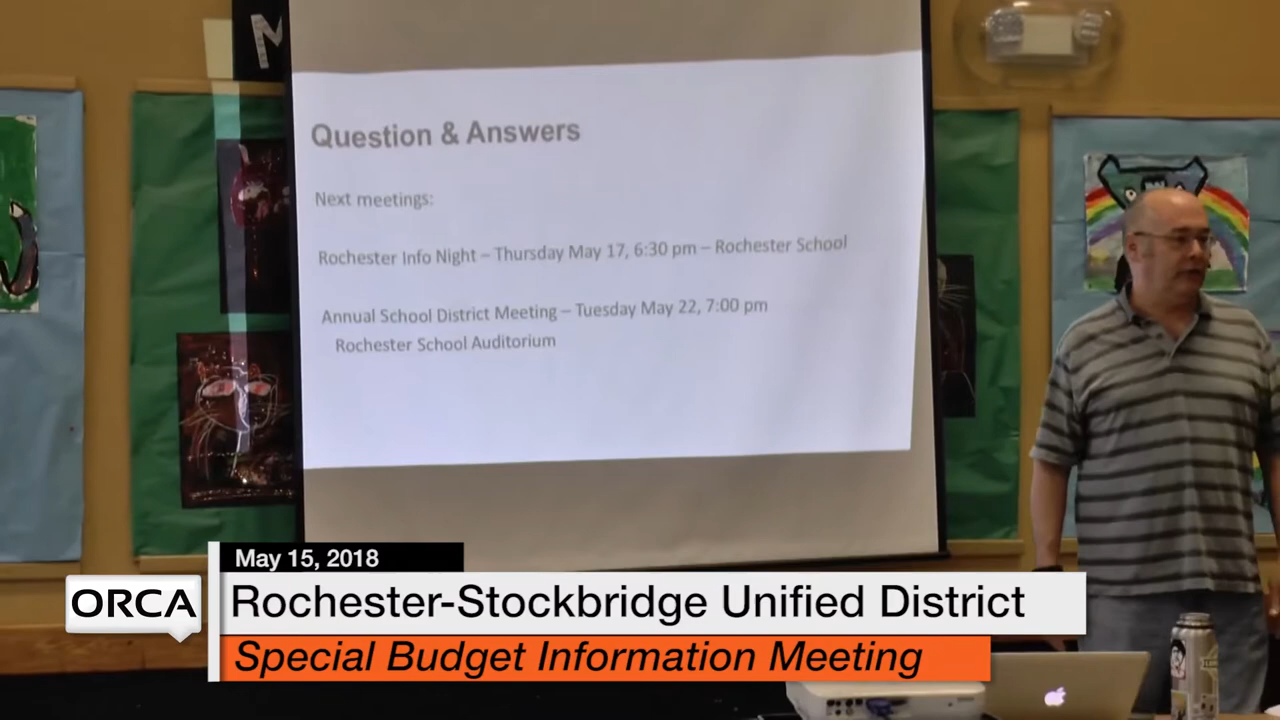 M
Question & Answers
Next meetings:
Rochester Info Night – Thursday May 17, 6:30 pm – Rochester School
Annual School District Meeting – Tuesday May 22, 7:00 pm
Rochester School Auditorium
May 15, 2018
ORCA
Rochester-Stockbridge Unified District
Special Budget Information Meeting